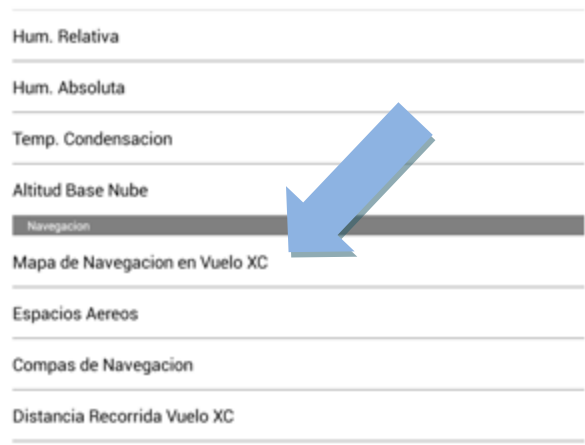 Hum. Relativa
Hum. Absoluta
Temp. Condensacion
Altitud Base Nube
Navegacion
Mapa de Navegacion en Vuelo XC
Espacios Aereos
Compas de Navegacion
Distancia Recorrida Vuelo XC